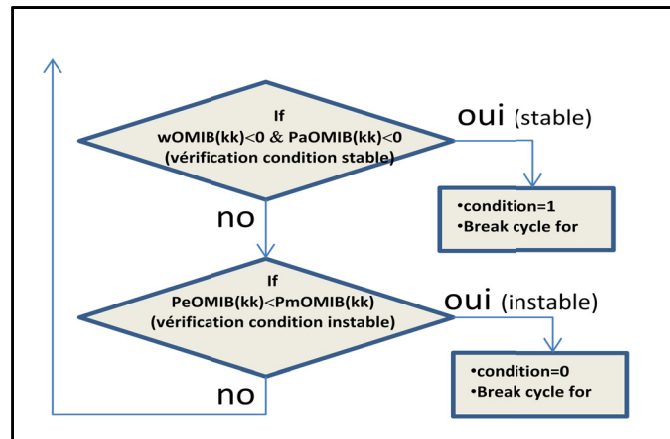 If
wOMIB(kk)<0 & PaOMIB(kk)<0
(vérification condition stable)
oui (stable)
•condition=1
•Break cycle for
no
If
PeOMIB(kk)<PmOMIB(kk)
(vérification condition instable)
oui (instable)
•condition=0
•Break cycle for
no